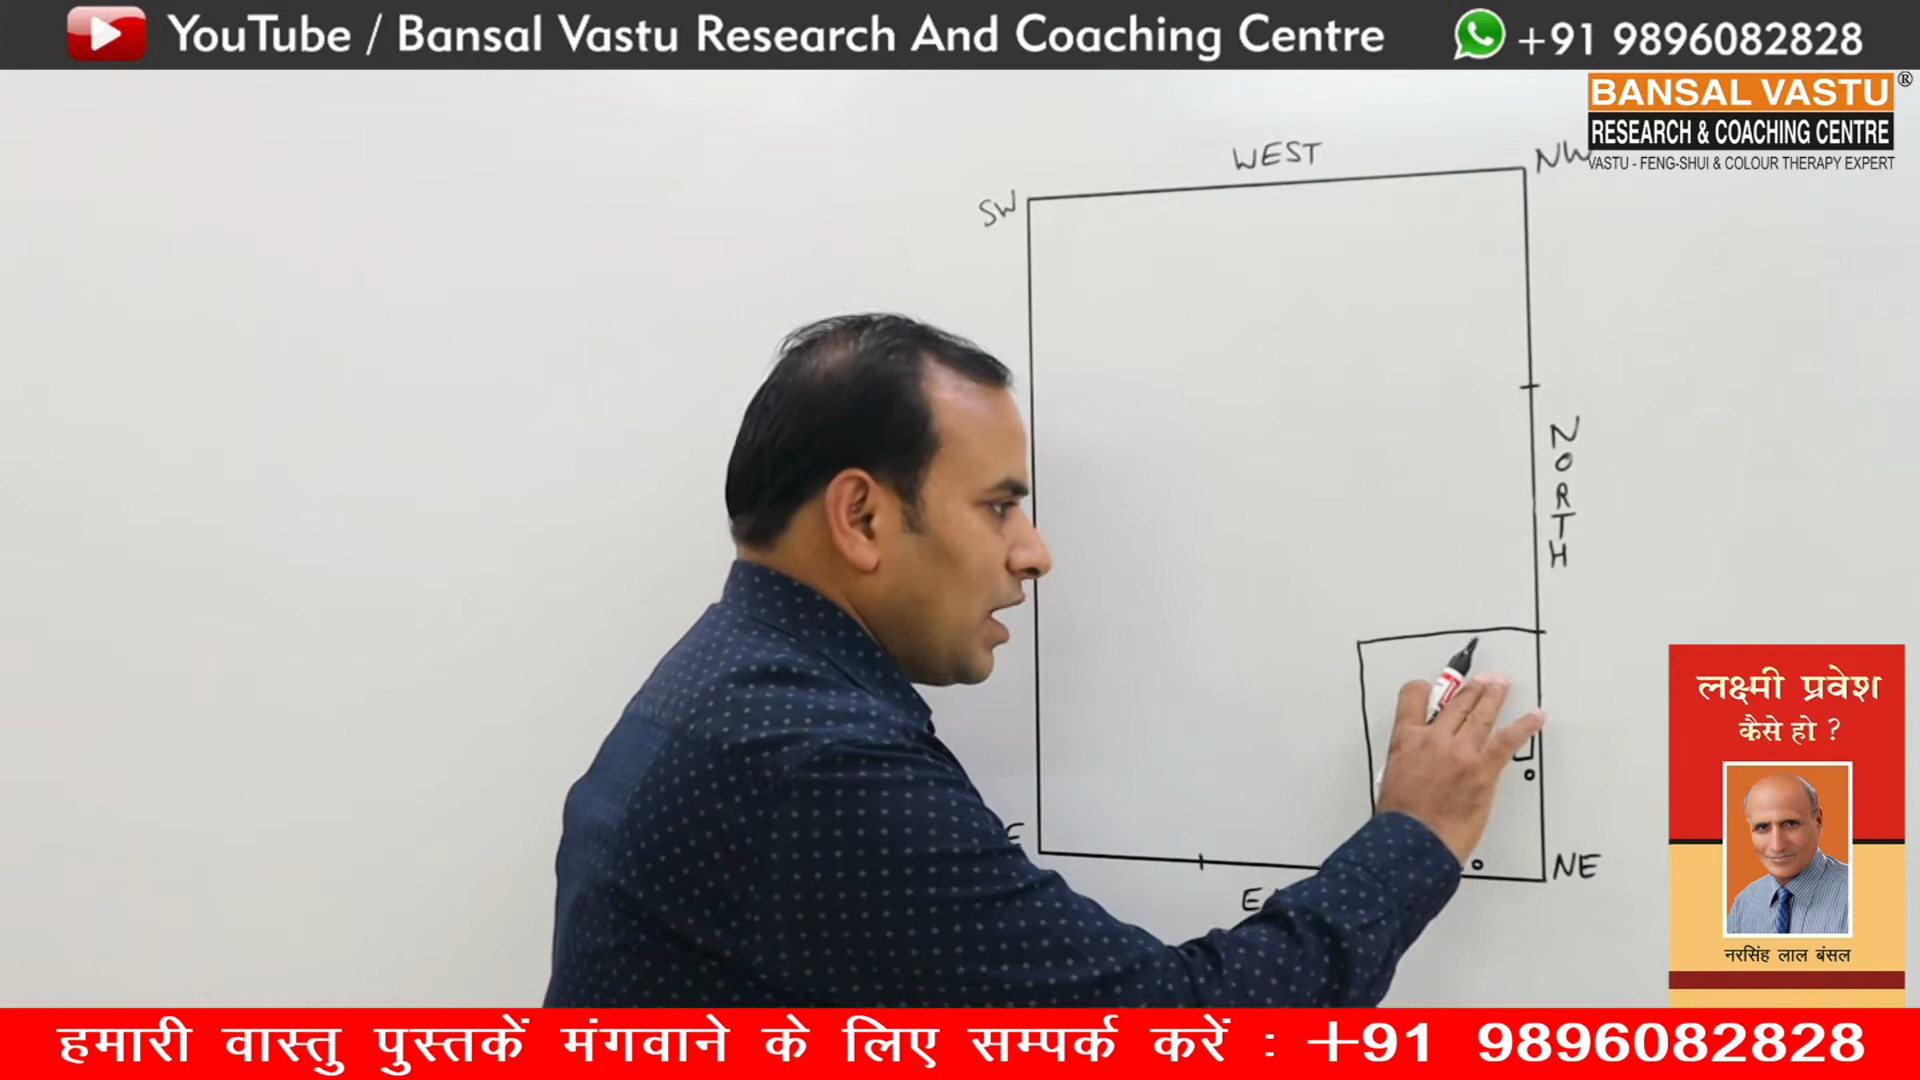 YouTube / Bansal Vastu Research And Coaching Centre
+91 9896082828
BANSAL VASTU®
RESEARCH & COACHING CENTRE
VASTU - FENG-SHUI & COLOUR THERAPY EXPERT
WEST
NW
SW
NORTH
NE
लक्ष्मी प्रवेश
कैसे हो ?
नरसिंह लाल बंसल
हमारी वास्तु पुस्तकें मंगवाने के लिए सम्पर्क करें : +91 9896082828